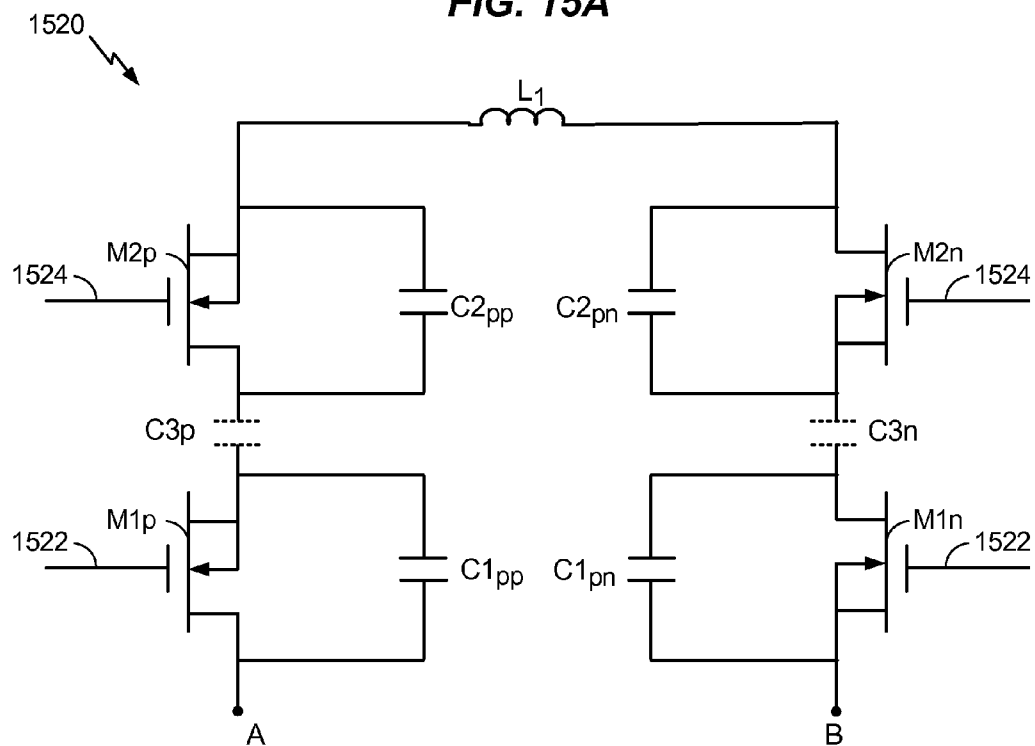 FIG. 15A
1520
L1
M2p
M2n
1524
1524
C2pp
C2pn
C3p
C3n
M1p
M1n
1522
1522
C1pp
C1pn
A
B